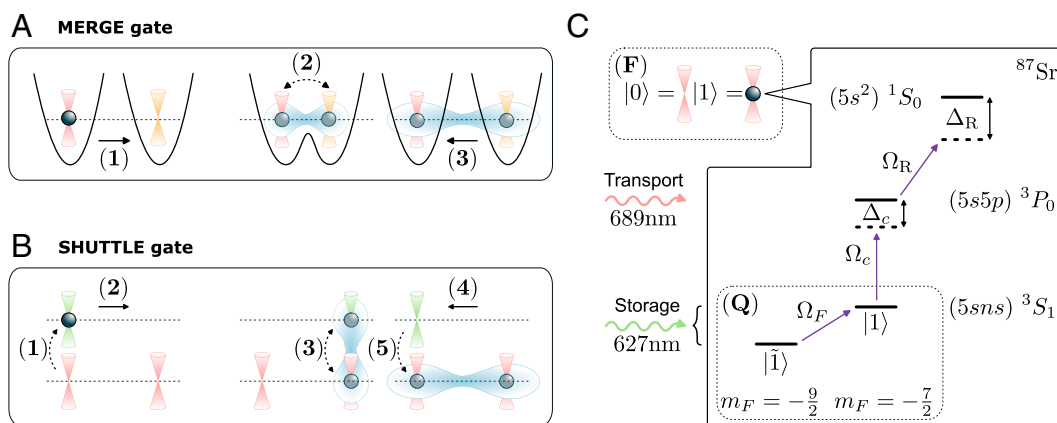 A MERGE gate
(1)
(2)
(3)
B SHUTTLE gate
(1)
(2)
(3)
(4)
(5)
C
(F)
|0⟩ = |1⟩ =
⁸⁷Sr
(5s²) ¹S₀
Δ_R
Ω_R
Transport
689nm
(5s5p) ³P₀
Δ_c
Ω_c
Storage
627nm
(Q)
Ω_F
|1⟩
(5sns) ³S₁
|1̃⟩
m_F = −9/2 m_F = −7/2